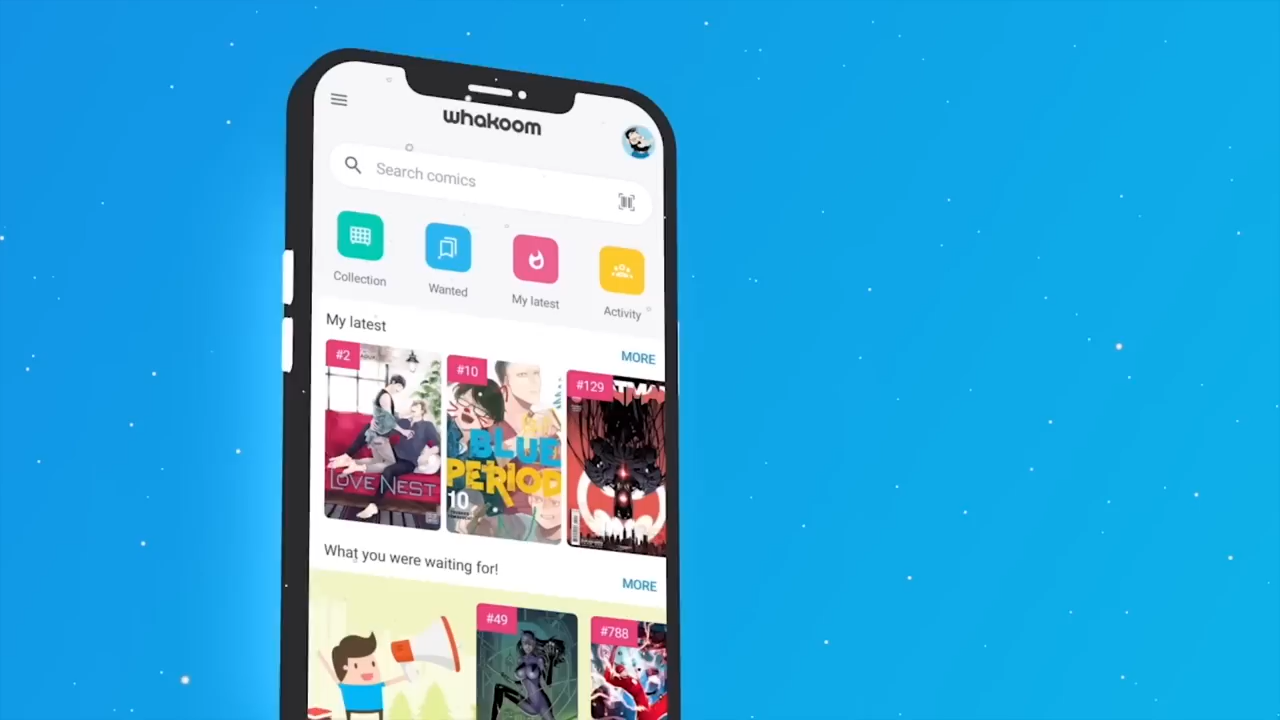 whakoom
Search comics
Collection
Wanted
My latest
Activity
My latest
MORE
#2
#10
#129
LOVE NEST
BLUE
PERIOD
10
What you were waiting for!
MORE
#49
#788